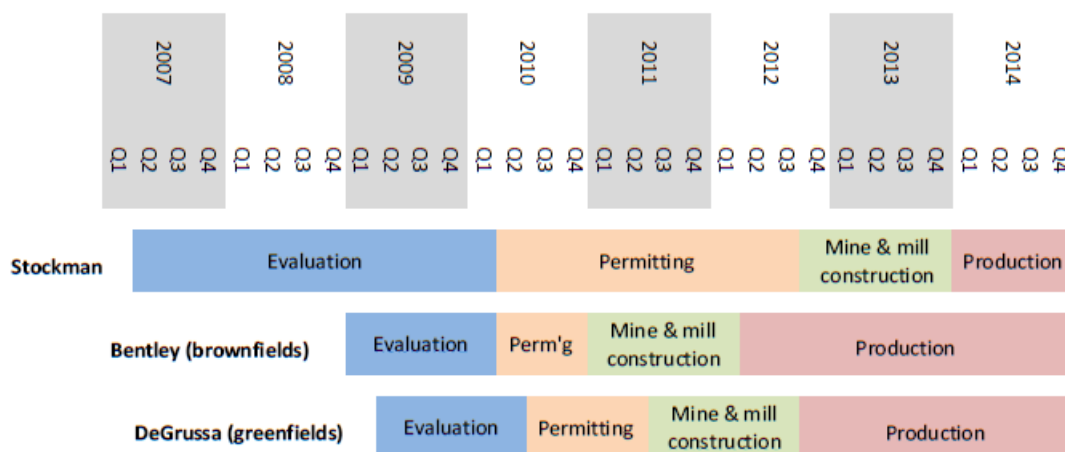 2007 2008 2009 2010 2011 2012 2013 2014
Q1 Q2 Q3 Q4 Q1 Q2 Q3 Q4 Q1 Q2 Q3 Q4 Q1 Q2 Q3 Q4 Q1 Q2 Q3 Q4 Q1 Q2 Q3 Q4 Q1 Q2 Q3 Q4 Q1 Q2 Q3 Q4
Stockman Evaluation Permitting Mine & mill
construction Production
Bentley (brownfields) Evaluation Perm'g Mine & mill
construction Production
DeGrussa (greenfields) Evaluation Permitting Mine & mill
construction Production